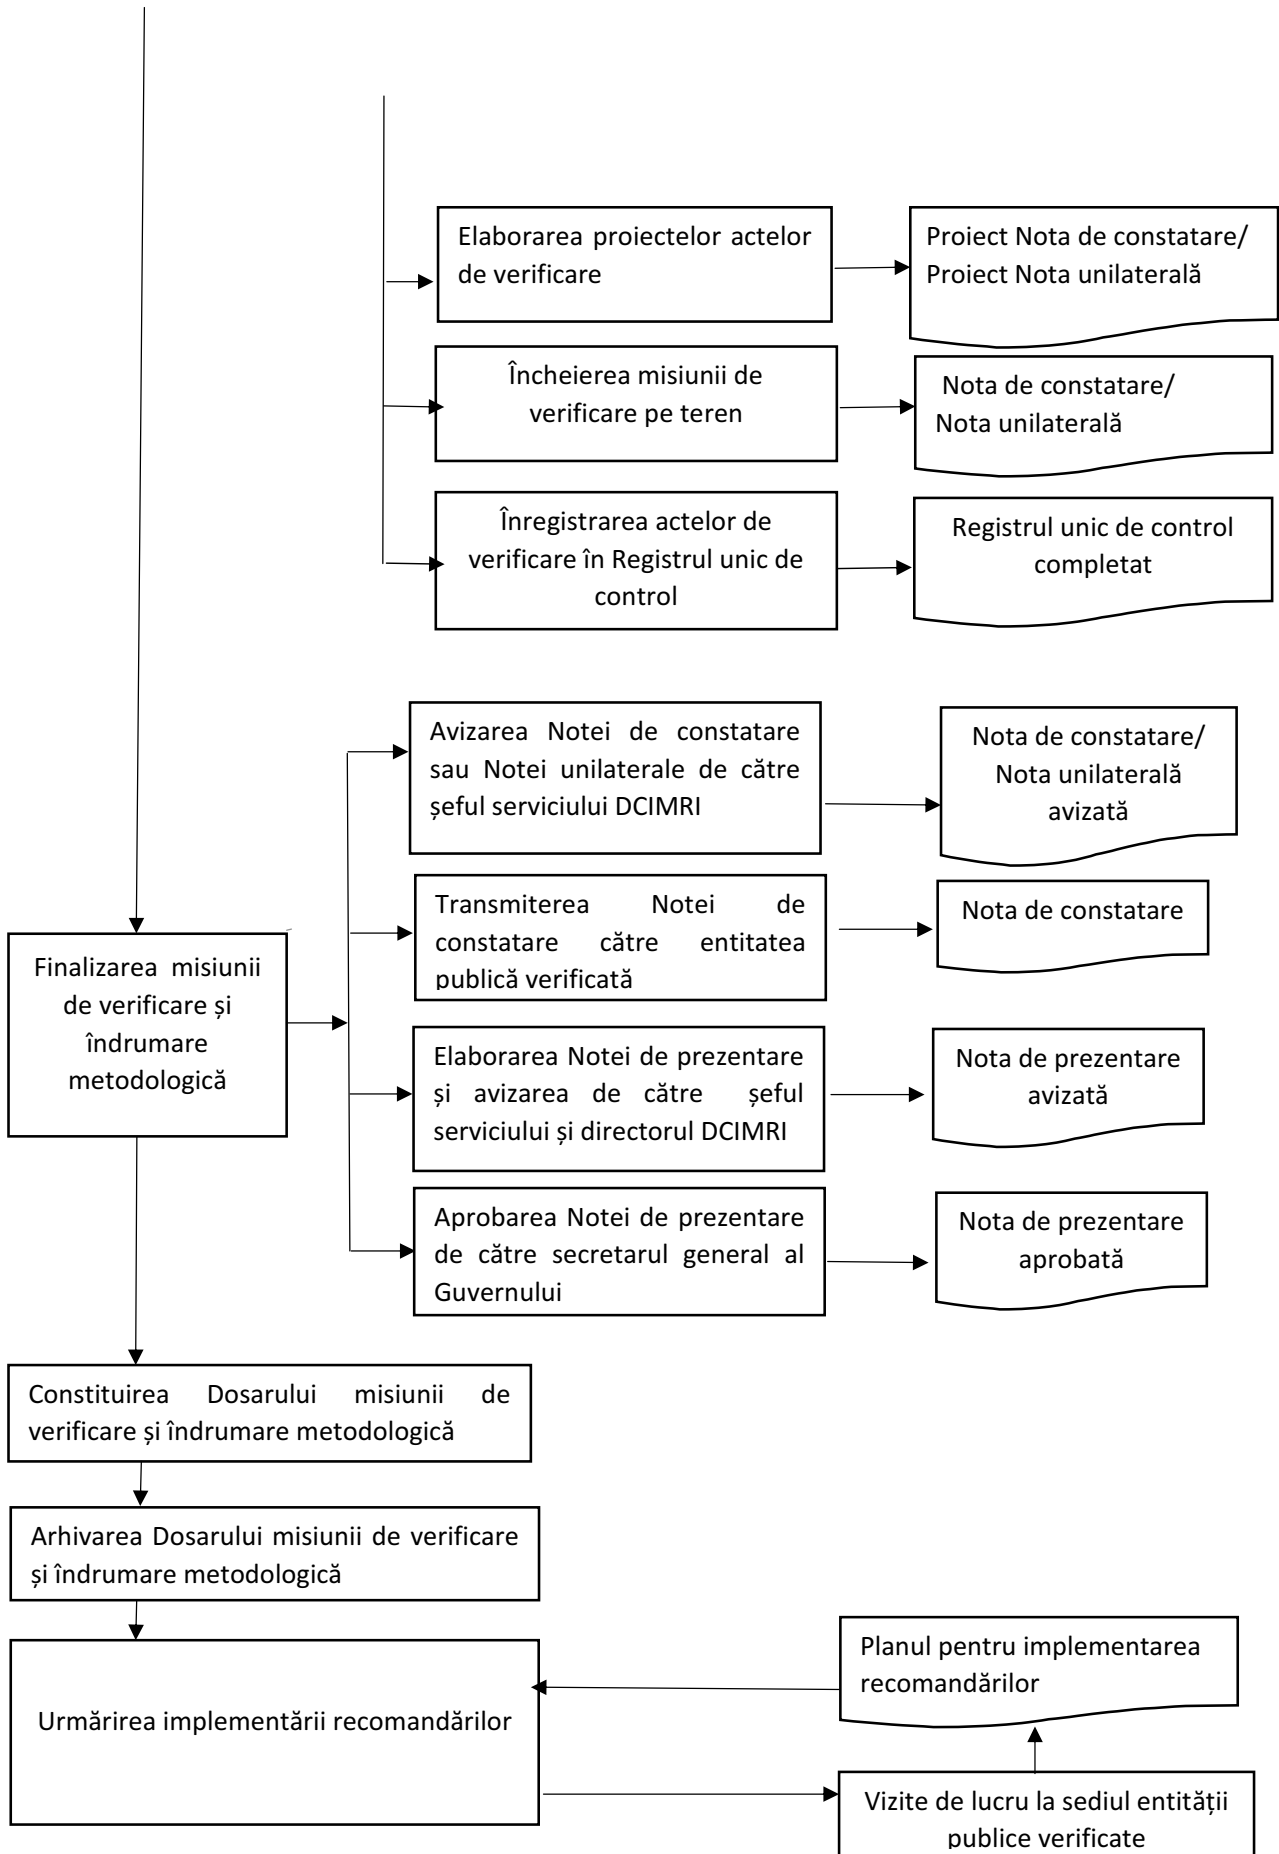 Elaborarea proiectelor actelor
de verificare
Proiect Nota de constatare/
Proiect Nota unilaterală
Încheierea misiunii de
verificare pe teren
Nota de constatare/
Nota unilaterală
Înregistrarea actelor de
verificare în Registrul unic de
control
Registrul unic de control
completat
Avizarea Notei de constatare
sau Notei unilaterale de către
șeful serviciului DCIMRI
Nota de constatare/
Nota unilaterală
avizată
Transmiterea Notei de
constatare către entitatea
publică verificată
Nota de constatare
Finalizarea misiunii
de verificare și
îndrumare
metodologică
Elaborarea Notei de prezentare
și avizarea de către șeful
serviciului și directorul DCIMRI
Nota de prezentare
avizată
Aprobarea Notei de prezentare
de către secretarul general al
Guvernului
Nota de prezentare
aprobată
Constituirea Dosarului misiunii de
verificare și îndrumare metodologică
Arhivarea Dosarului misiunii de verificare
și îndrumare metodologică
Urmărirea implementării recomandărilor
Planul pentru implementarea
recomandărilor
Vizite de lucru la sediul entității
publice verificate